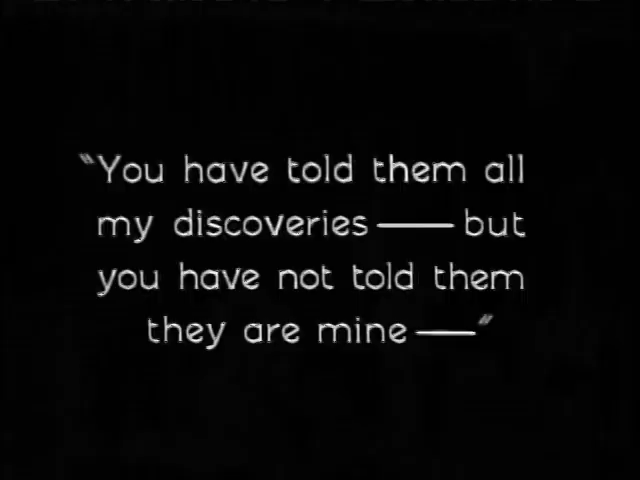 "You have told them all
my discoveries — but
you have not told them
they are mine —"